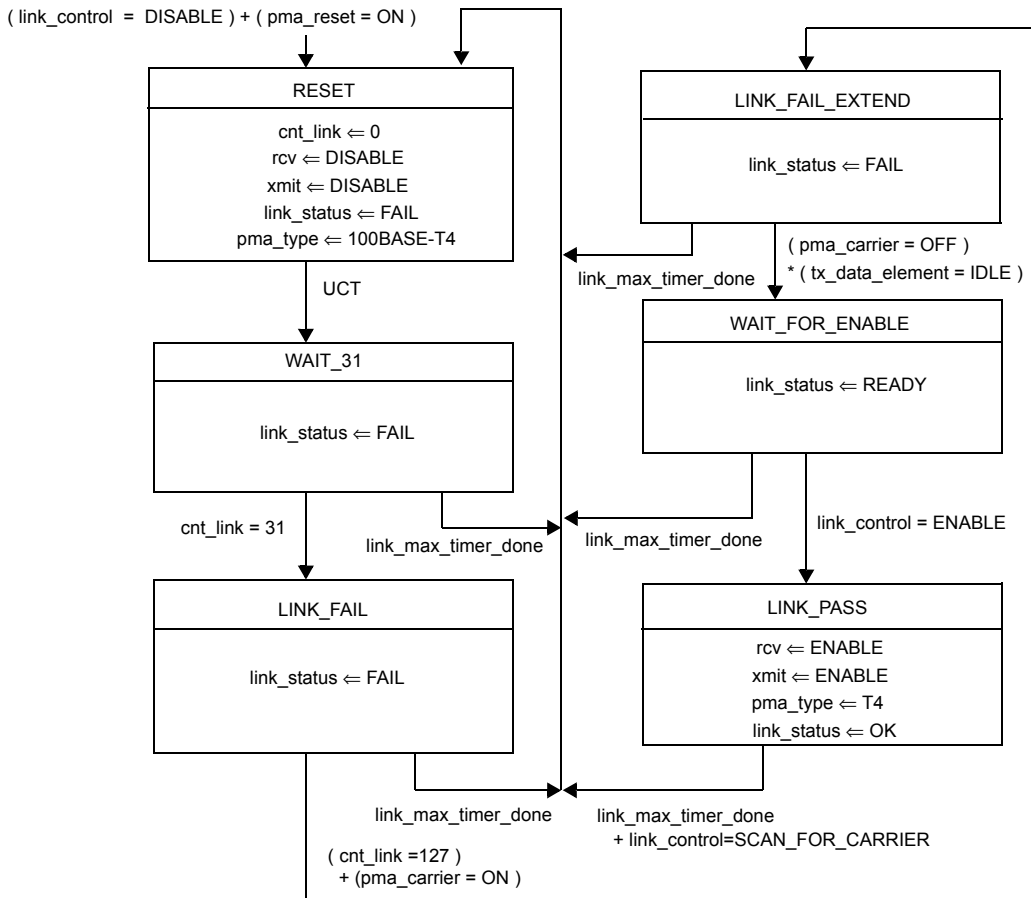 ( link_control = DISABLE ) + ( pma_reset = ON )
RESET
cnt_link ⇐ 0
rcv ⇐ DISABLE
xmit ⇐ DISABLE
link_status ⇐ FAIL
pma_type ⇐ 100BASE-T4
UCT
WAIT_31
link_status ⇐ FAIL
cnt_link = 31
link_max_timer_done
LINK_FAIL
link_status ⇐ FAIL
link_max_timer_done
( cnt_link =127 )
+ (pma_carrier = ON )
LINK_FAIL_EXTEND
link_status ⇐ FAIL
link_max_timer_done
( pma_carrier = OFF )
* ( tx_data_element = IDLE )
WAIT_FOR_ENABLE
link_status ⇐ READY
link_max_timer_done
link_control = ENABLE
LINK_PASS
rcv ⇐ ENABLE
xmit ⇐ ENABLE
pma_type ⇐ T4
link_status ⇐ OK
link_max_timer_done
+ link_control=SCAN_FOR_CARRIER